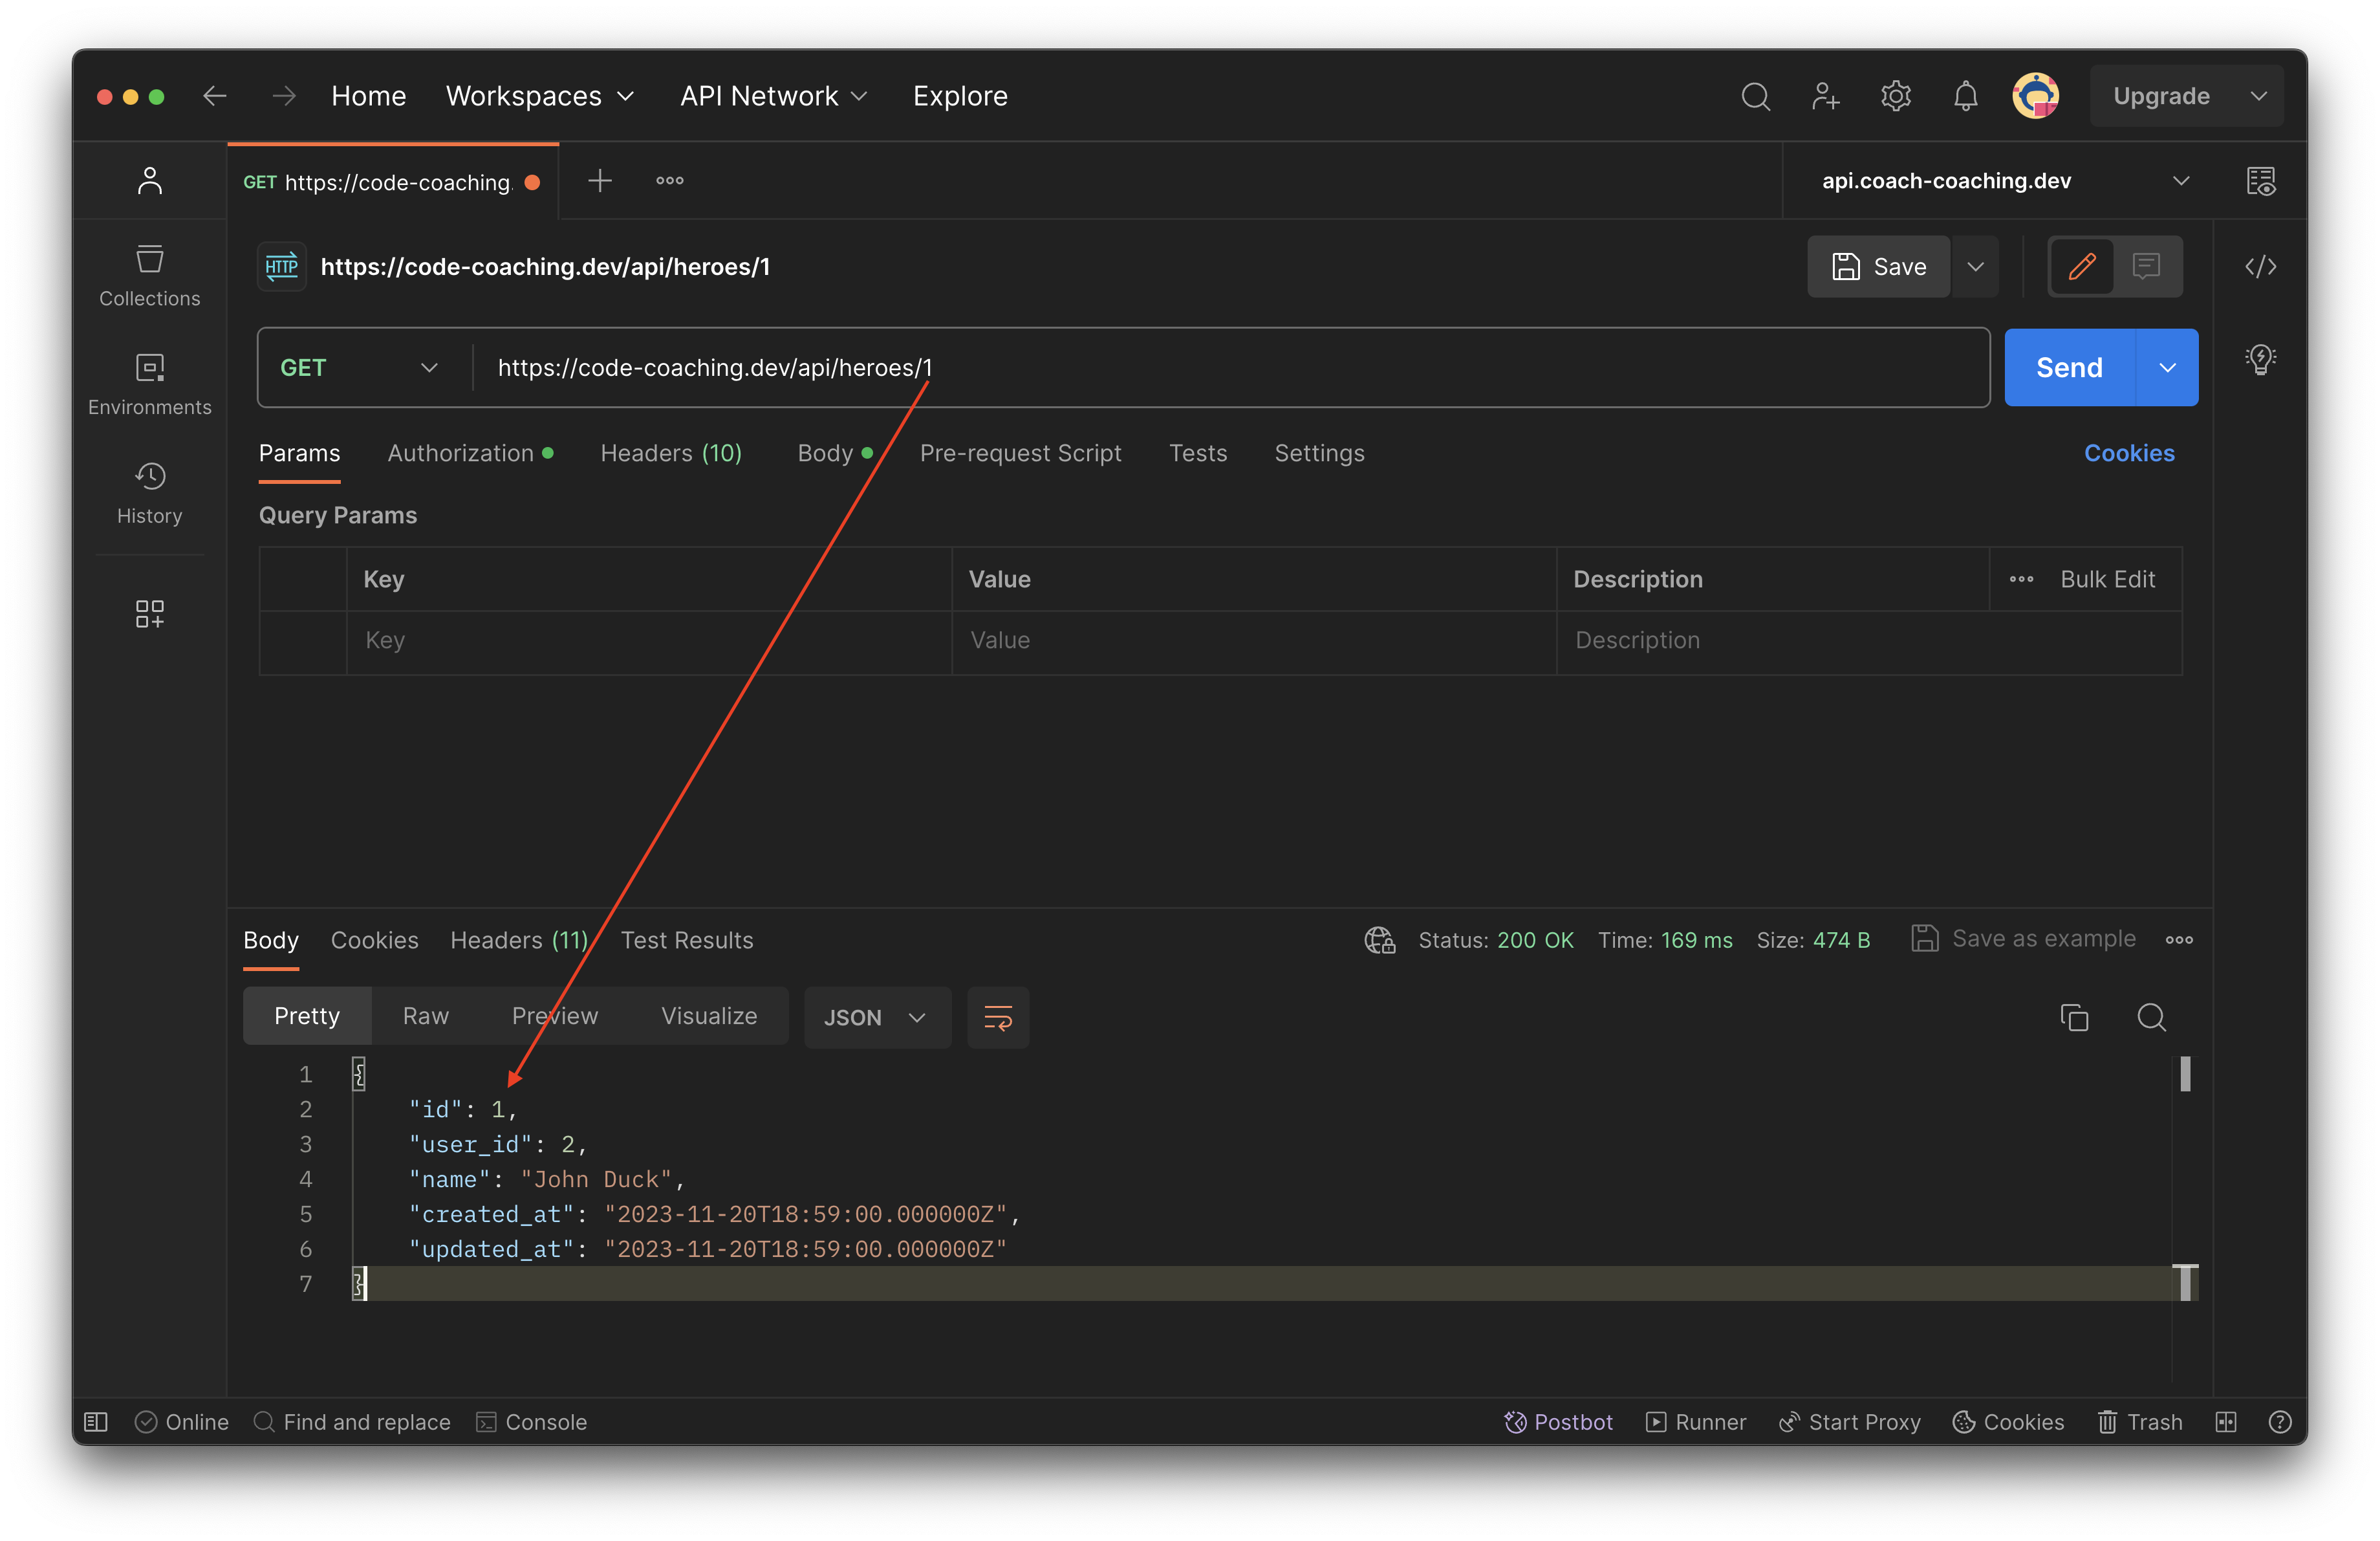 Home Workspaces API Network Explore Upgrade
GET https://code-coaching. api.coach-coaching.dev
HTTP https://code-coaching.dev/api/heroes/1 Save
Collections
GET https://code-coaching.dev/api/heroes/1 Send
Environments
Params Authorization Headers (10) Body Pre-request Script Tests Settings Cookies
History
Query Params
Key Value Description Bulk Edit
Key Value Description
Body Cookies Headers (11) Test Results Status: 200 OK Time: 169 ms Size: 474 B Save as example
Pretty Raw Preview Visualize JSON
1 {
2 "id": 1,
3 "user_id": 2,
4 "name": "John Duck",
5 "created_at": "2023-11-20T18:59:00.000000Z",
6 "updated_at": "2023-11-20T18:59:00.000000Z"
7 }
Online Find and replace Console Postbot Runner Start Proxy Cookies Trash